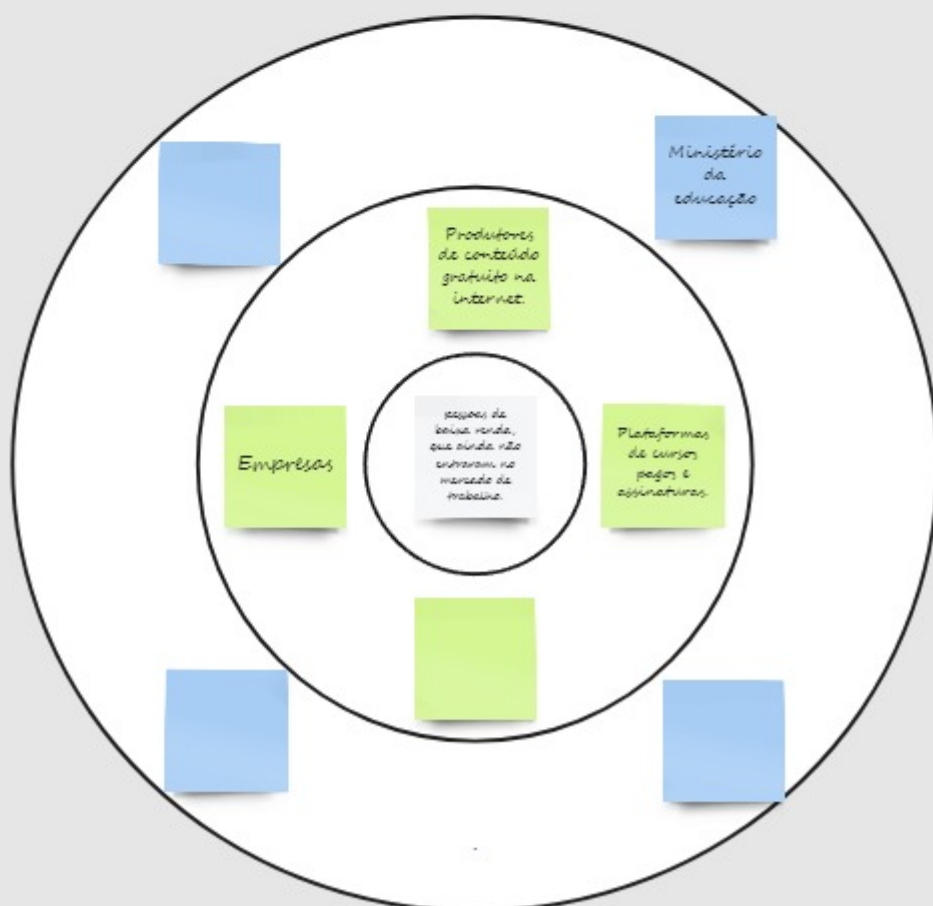 Ministério
da
educação
Produtores
de conteúdo
gratuito na
internet.
Empresas
pessoas de
baixa renda,
que ainda não
entraram no
mercado de
trabalho.
Plataformas
de cursos
pagos e
assinaturas.